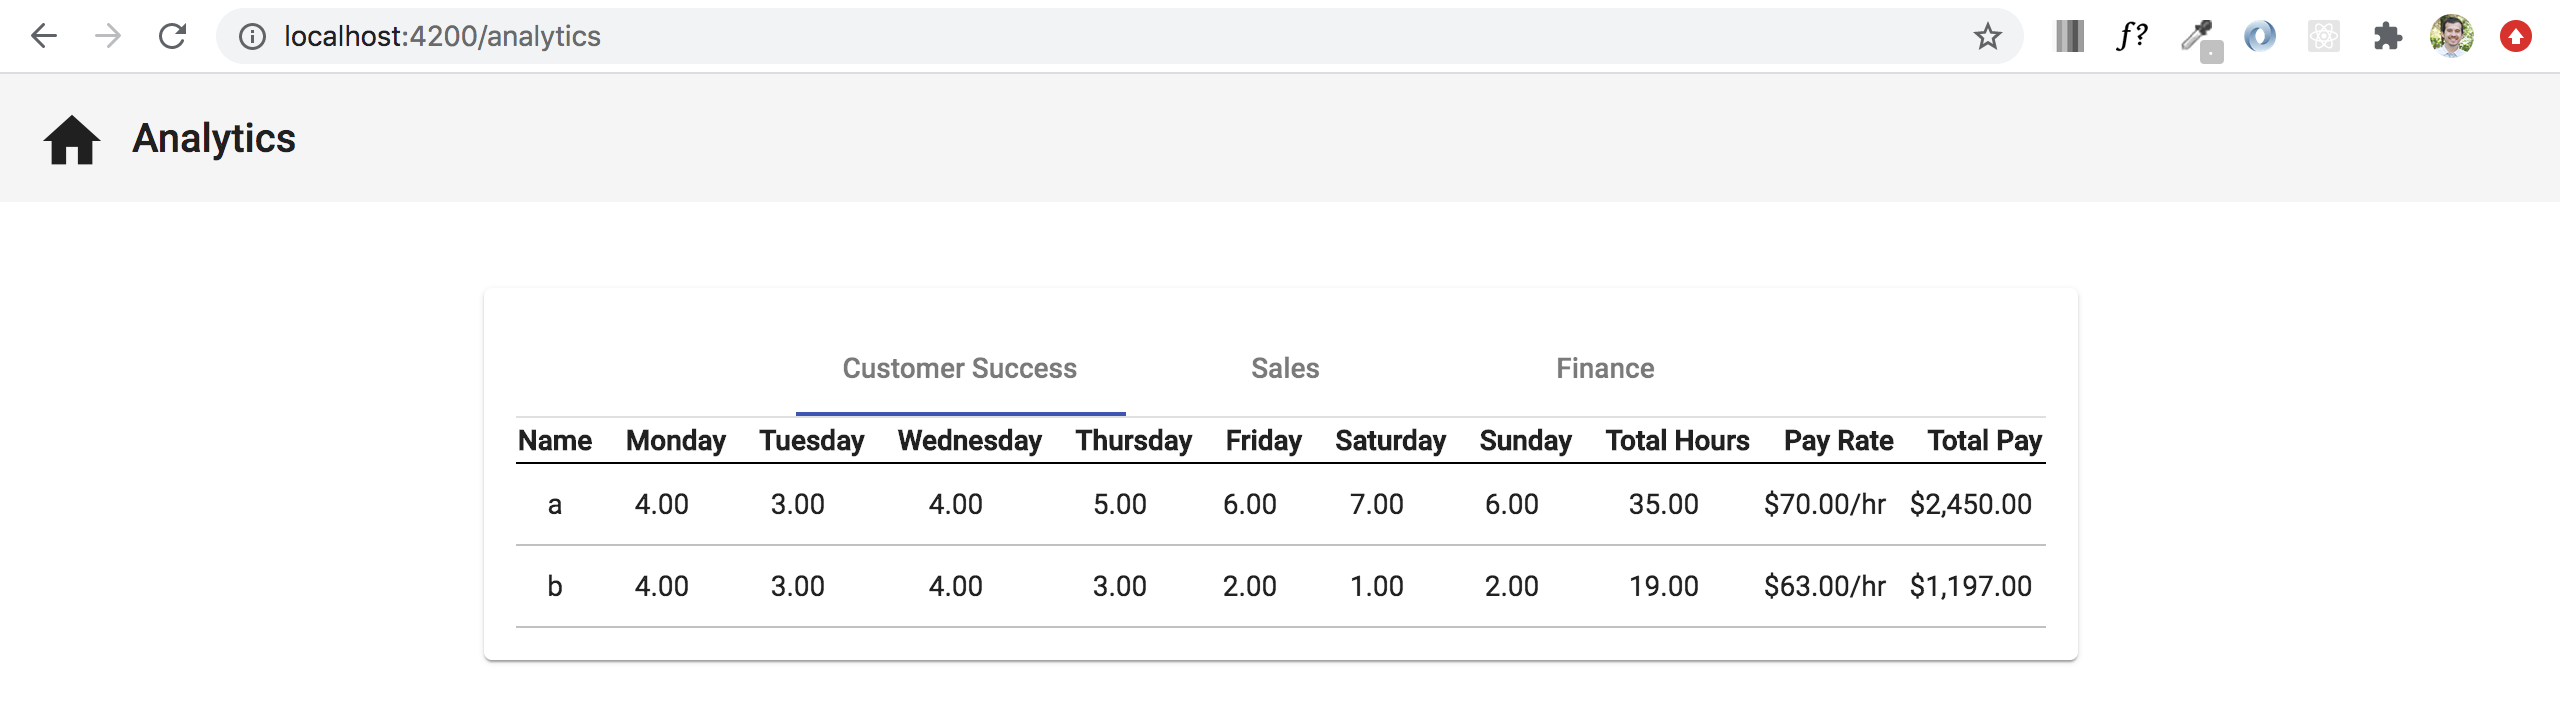 localhost:4200/analytics
f?
Analytics
Customer Success Sales Finance
Name Monday Tuesday Wednesday Thursday Friday Saturday Sunday Total Hours Pay Rate Total Pay
a 4.00 3.00 4.00 5.00 6.00 7.00 6.00 35.00 $70.00/hr $2,450.00
b 4.00 3.00 4.00 3.00 2.00 1.00 2.00 19.00 $63.00/hr $1,197.00